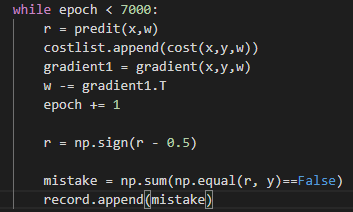 while epoch < 7000:
    r = predit(x,w)
    costlist.append(cost(x,y,w))
    gradient1 = gradient(x,y,w)
    w -= gradient1.T
    epoch += 1

    r = np.sign(r - 0.5)

    mistake = np.sum(np.equal(r, y)==False)
    record.append(mistake)